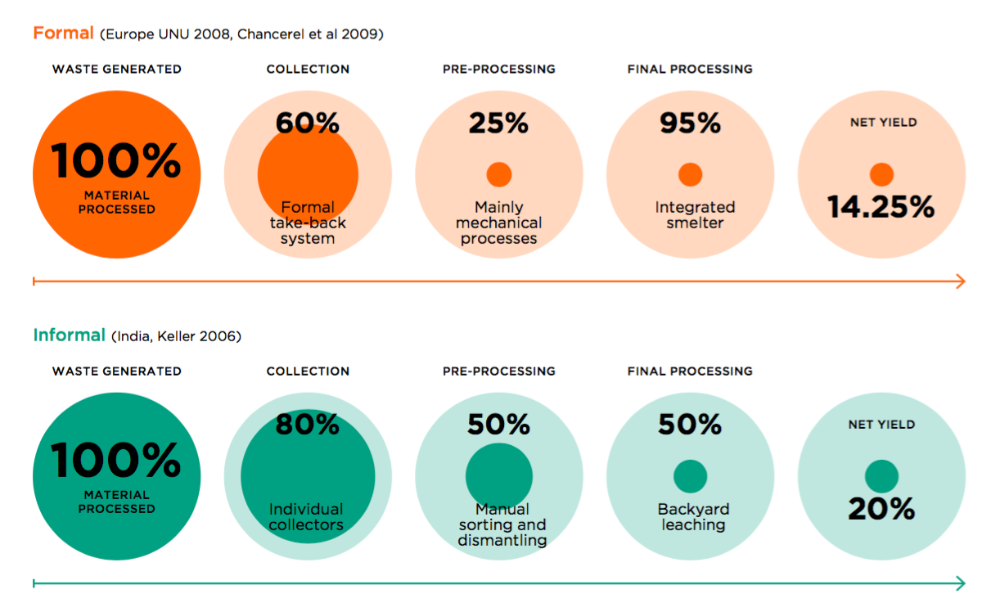 Formal (Europe UNU 2008, Chancerel et al 2009)
WASTE GENERATED
COLLECTION
PRE-PROCESSING
FINAL PROCESSING
100%
MATERIAL
PROCESSED
60%
Formal
take-back
system
25%
Mainly
mechanical
processes
95%
Integrated
smelter
NET YIELD
14.25%
Informal (India, Keller 2006)
WASTE GENERATED
COLLECTION
PRE-PROCESSING
FINAL PROCESSING
100%
MATERIAL
PROCESSED
80%
Individual
collectors
50%
Manual
sorting and
dismantling
50%
Backyard
leaching
NET YIELD
20%